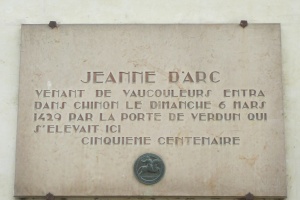 JEANNE D'ARC
VENANT DE VAUCOULEURS ENTRA
DANS CHINON LE DIMANCHE 6 MARS
1429 PAR LA PORTE DE VERDUN QUI
S'ELEVAIT ICI
CINQUIEME CENTENAIRE